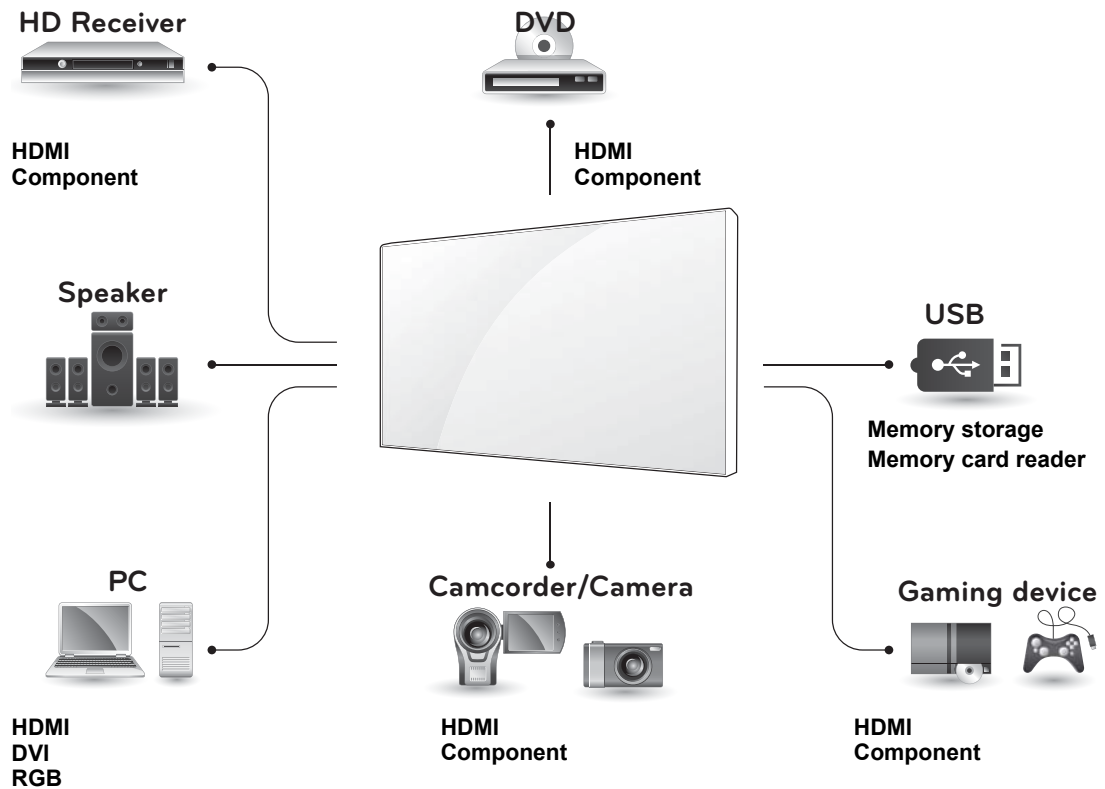 HD Receiver
HDMI
Component
DVD
HDMI
Component
Speaker
USB
Memory storage
Memory card reader
PC
HDMI
DVI
RGB
Camcorder/Camera
HDMI
Component
Gaming device
HDMI
Component